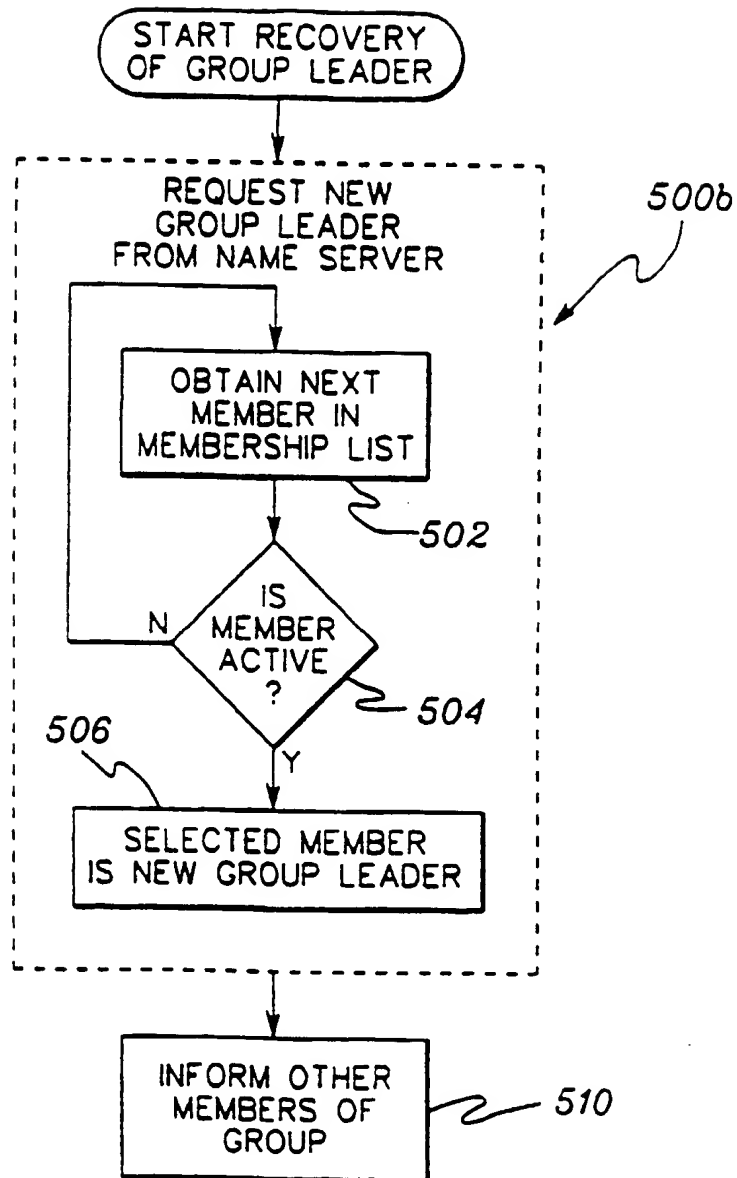 START RECOVERY
OF GROUP LEADER
REQUEST NEW
GROUP LEADER
FROM NAME SERVER
500b
OBTAIN NEXT
MEMBER IN
MEMBERSHIP LIST
502
IS
MEMBER
ACTIVE
?
N
504
Y
506
SELECTED MEMBER
IS NEW GROUP LEADER
INFORM OTHER
MEMBERS OF
GROUP
510